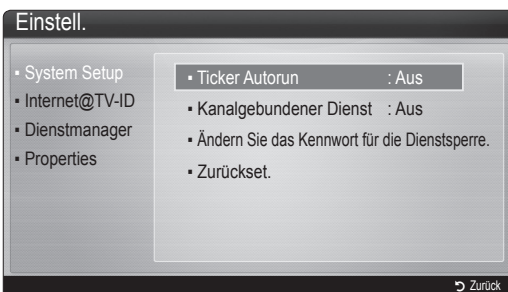 Einstell.
▪ System Setup
▪ Internet@TV-ID
▪ Dienstmanager
▪ Properties
▪ Ticker Autorun : Aus
▪ Kanalgebundener Dienst : Aus
▪ Ändern Sie das Kennwort für die Dienstsperre.
▪ Zurückset.
Zurück